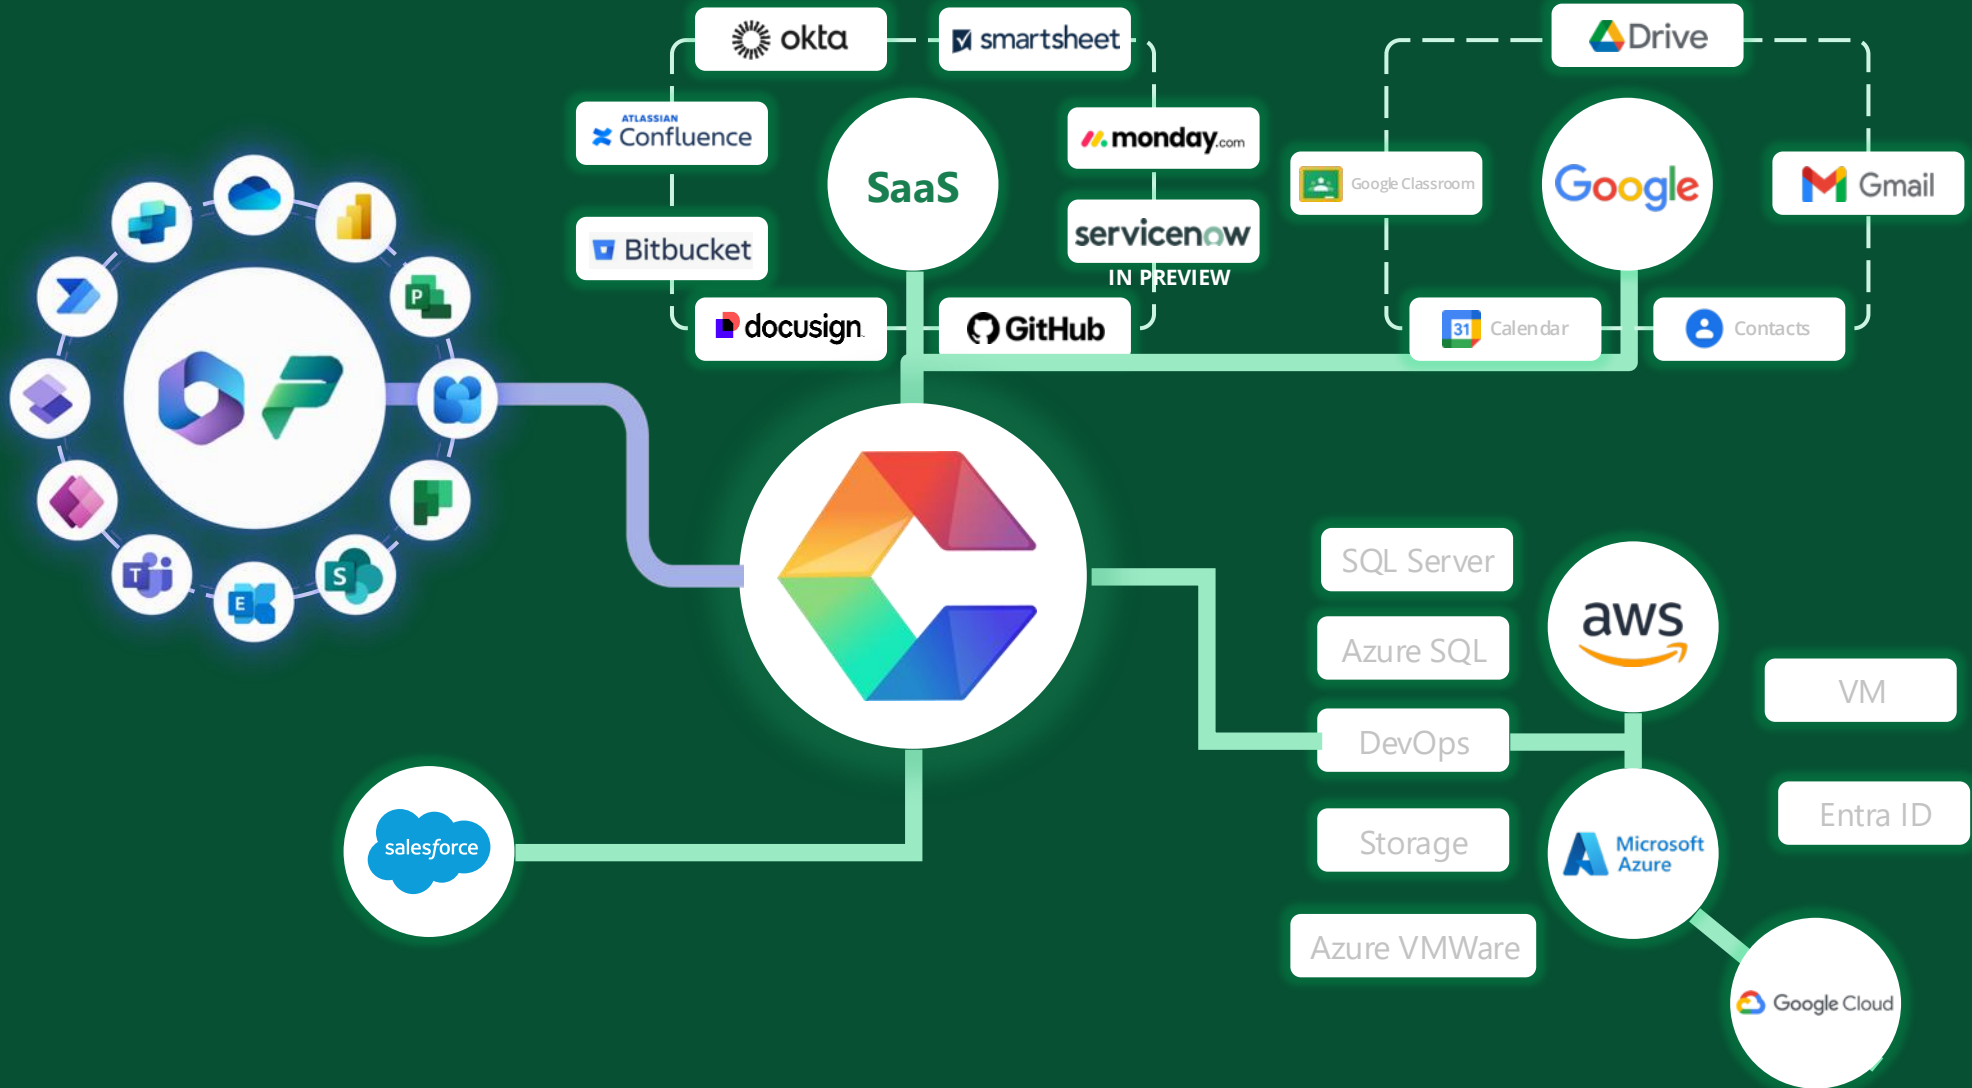 okta
smartsheet
Drive
ATLASSIAN
Confluence
monday.com
SaaS
Google Classroom
Google
Gmail
Bitbucket
servicenow
IN PREVIEW
docusign
GitHub
31
Calendar
Contacts
P
T
E
S
SQL Server
aws
Azure SQL
VM
DevOps
Entra ID
Storage
Microsoft
Azure
salesforce
Azure VMWare
Google Cloud